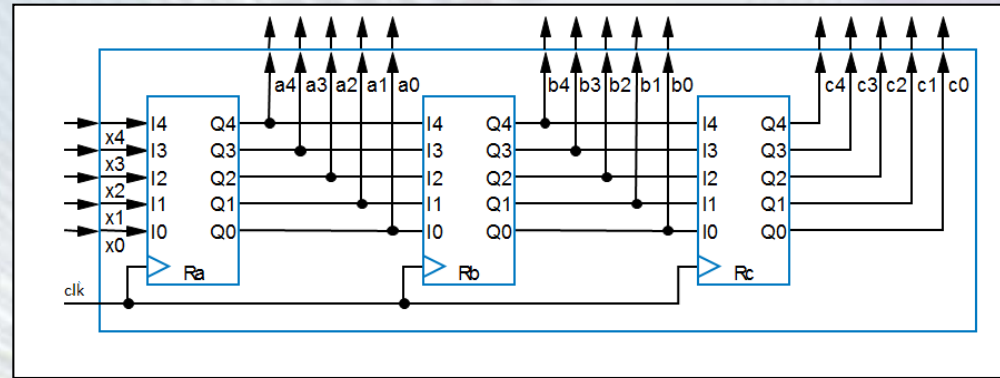 a4 a3 a2 a1 a0 b4 b3 b2 b1 b0 c4 c3 c2 c1 c0
I4 Q4 I4 Q4 I4 Q4
x4 I3 Q3 I3 Q3 I3 Q3
x3 I2 Q2 I2 Q2 I2 Q2
x2 I1 Q1 I1 Q1 I1 Q1
x1 I0 Q0 I0 Q0 I0 Q0
x0
Ra Rb Rc
clk